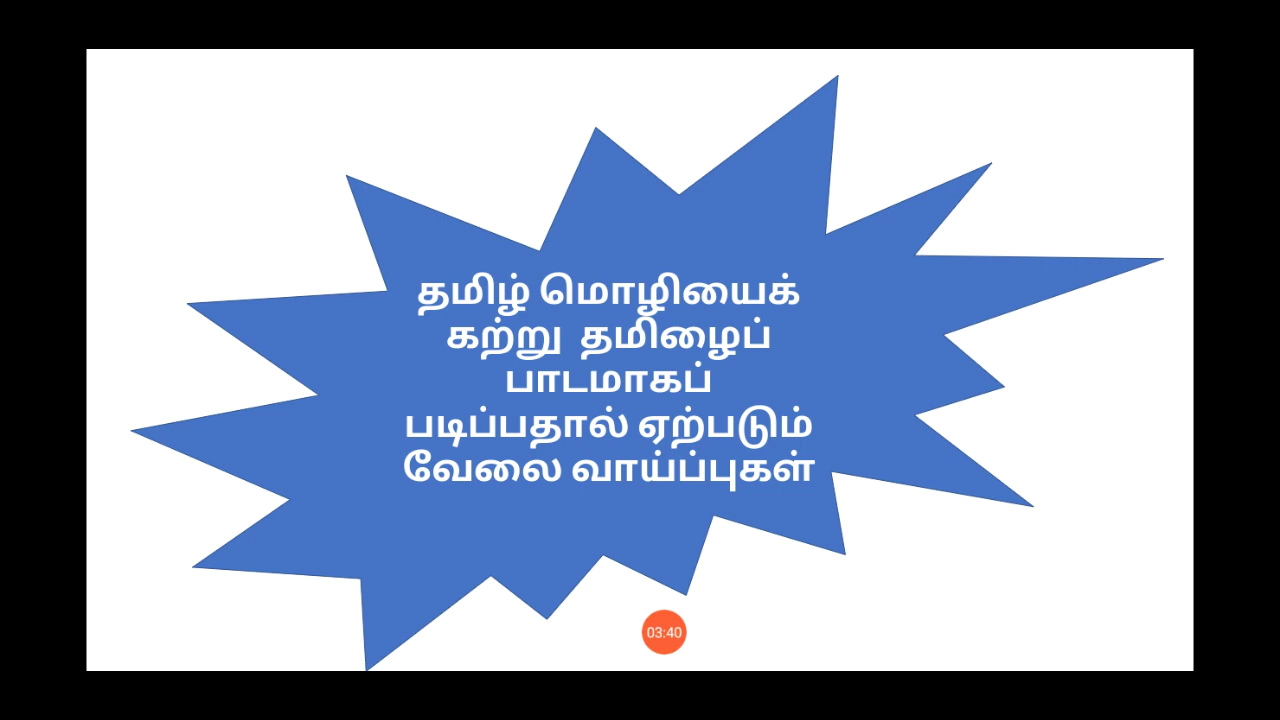 தமிழ் மொழியைக்
கற்று தமிழைப்
பாடமாகப்
படிப்பதால் ஏற்படும்
வேலை வாய்ப்புகள்
03:40